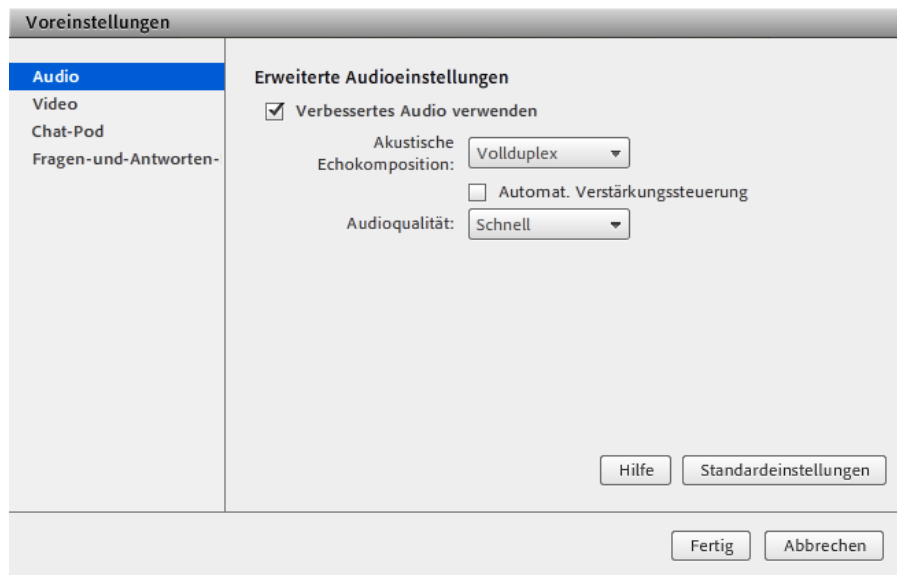 Voreinstellungen
Audio
Video
Chat-Pod
Fragen-und-Antworten-
Erweiterte Audioeinstellungen
Verbessertes Audio verwenden
Akustische
Echokomposition:
Vollduplex
Automat. Verstärkungssteuerung
Audioqualität:
Schnell
Hilfe
Standardeinstellungen
Fertig
Abbrechen